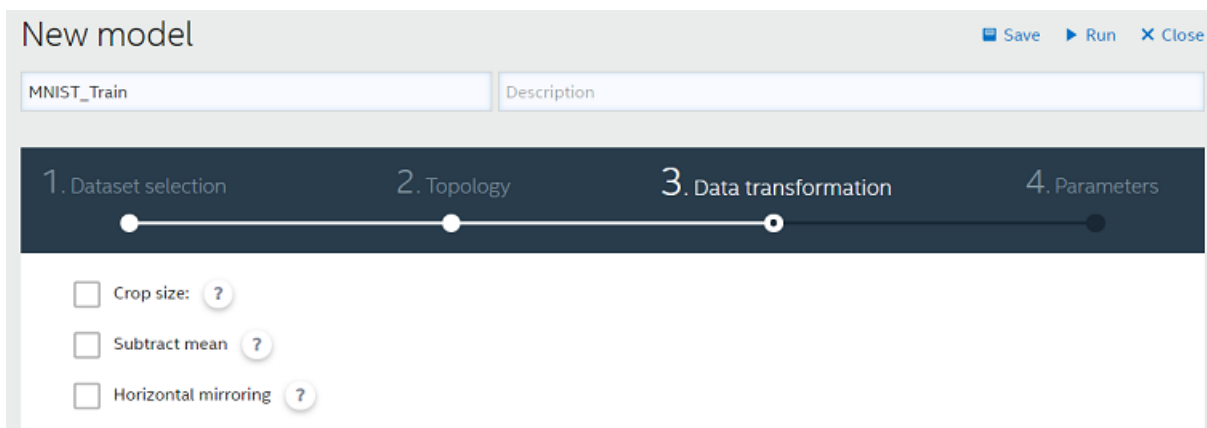 New model
Save Run Close
MNIST_Train Description
1. Dataset selection 2. Topology 3. Data transformation 4. Parameters
Crop size: ?
Subtract mean ?
Horizontal mirroring ?